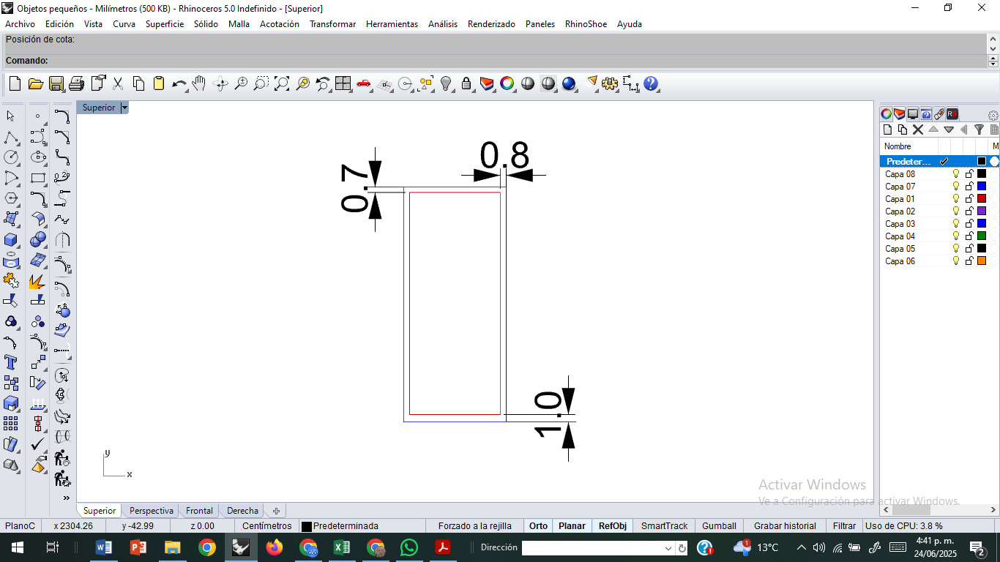 Objetos pequeños - Milímetros (500 KB) - Rhinoceros 5.0 Indefinido - [Superior]
Archivo Edición Vista Curva Superficie Sólido Malla Acotación Transformar Herramientas Análisis Renderizado Paneles RhinoShoe Ayuda
Posición de cota:
Comando:
Superior
Nombre M
Predeter...
Capa 08
Capa 07
Capa 01
Capa 02
Capa 03
Capa 04
Capa 05
Capa 06
0.8
0.7
1.0
y
x
Activar Windows
Ve a Configuración para activar Windows.
Superior Perspectiva Frontal Derecha
PlanoC x 2304.26 y -42.99 z 0.00 Centímetros Predeterminada Forzado a la rejilla Orto Planar RefObj SmartTrack Gumball Grabar historial Filtrar Uso de CPU: 3.8 %
Dirección 1 13°C 4:41 p. m.
24/06/2025 2